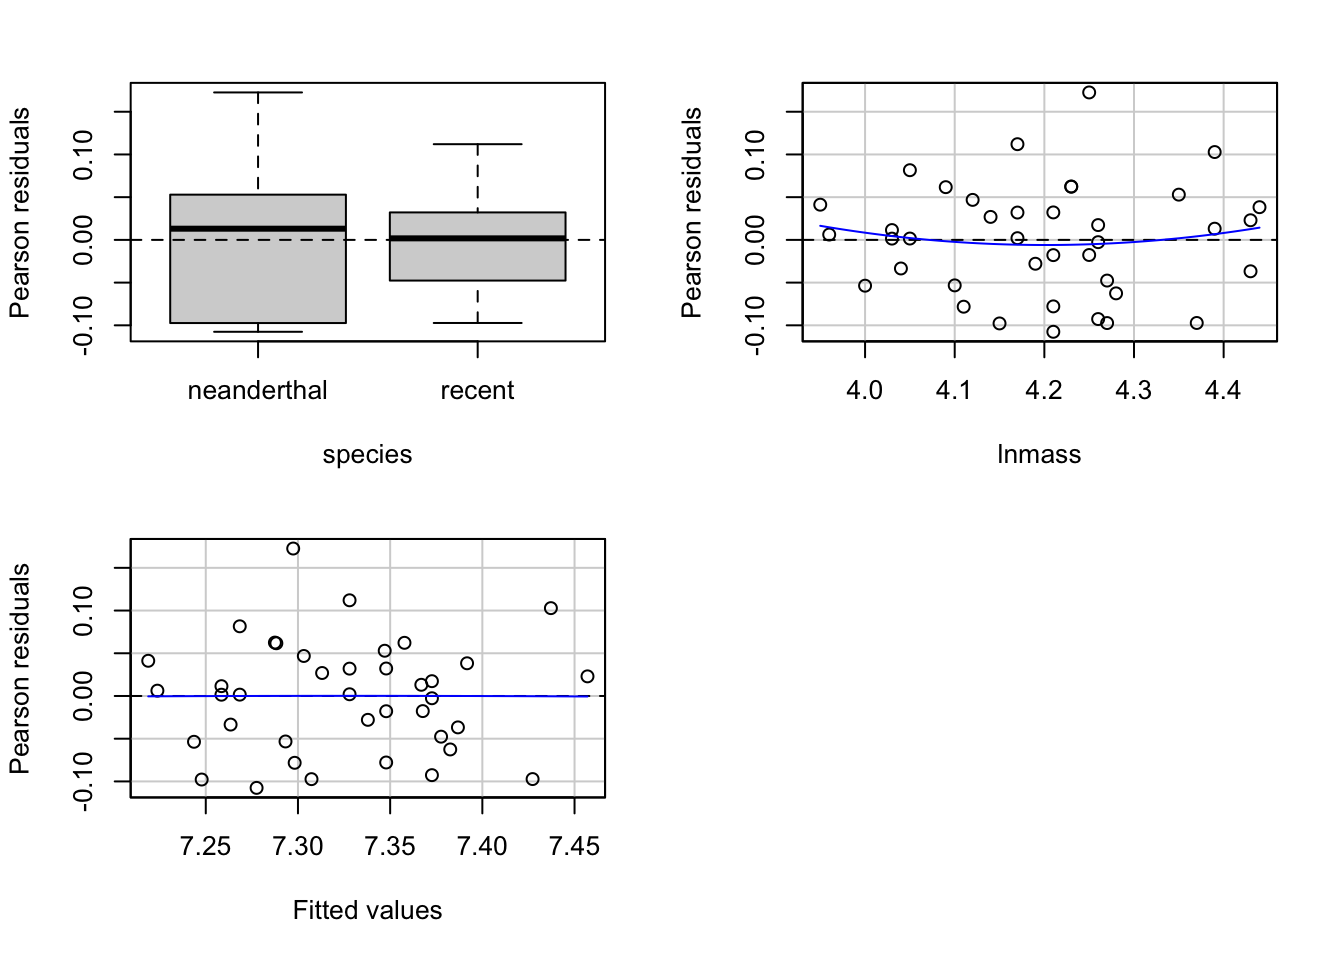 Pearson residuals
-0.10 0.00 0.10
neanderthal recent
species
Pearson residuals
-0.10 0.00 0.10
4.0 4.1 4.2 4.3 4.4
lnmass
Pearson residuals
-0.10 0.00 0.10
7.25 7.30 7.35 7.40 7.45
Fitted values